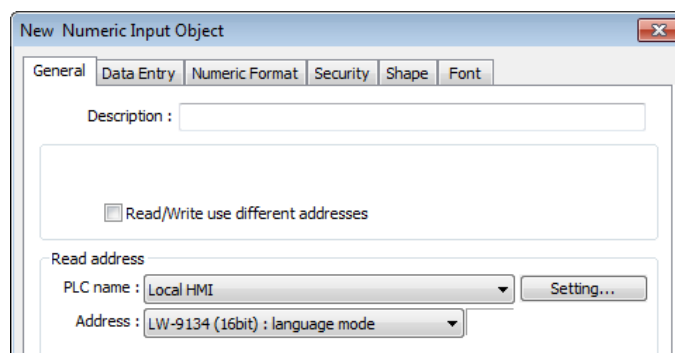 New Numeric Input Object
General Data Entry Numeric Format Security Shape Font
Description :
Read/Write use different addresses
Read address
PLC name : Local HMI Setting...
Address : LW-9134 (16bit) : language mode